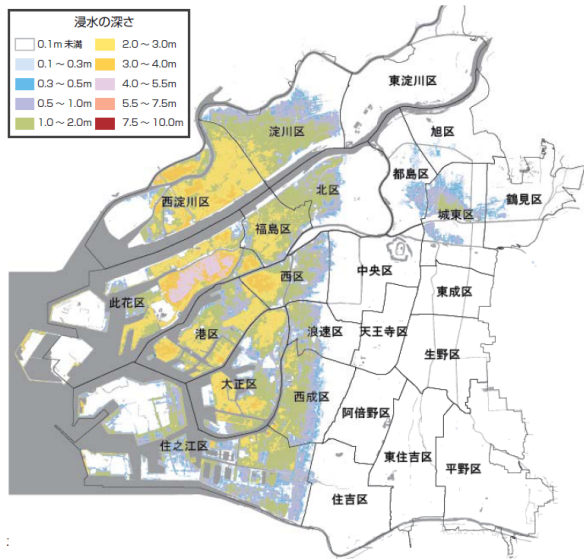 浸水の深さ
0.1m 未満
0.1～0.3m
0.3～0.5m
0.5～1.0m
1.0～2.0m
2.0～3.0m
3.0～4.0m
4.0～5.5m
5.5～7.5m
7.5～10.0m
東淀川区
淀川区
旭区
都島区
北区
鶴見区
西淀川区
城東区
福島区
中央区
西区
此花区
東成区
港区
浪速区
天王寺区
生野区
大正区
西成区
阿倍野区
住之江区
東住吉区
平野区
住吉区
: